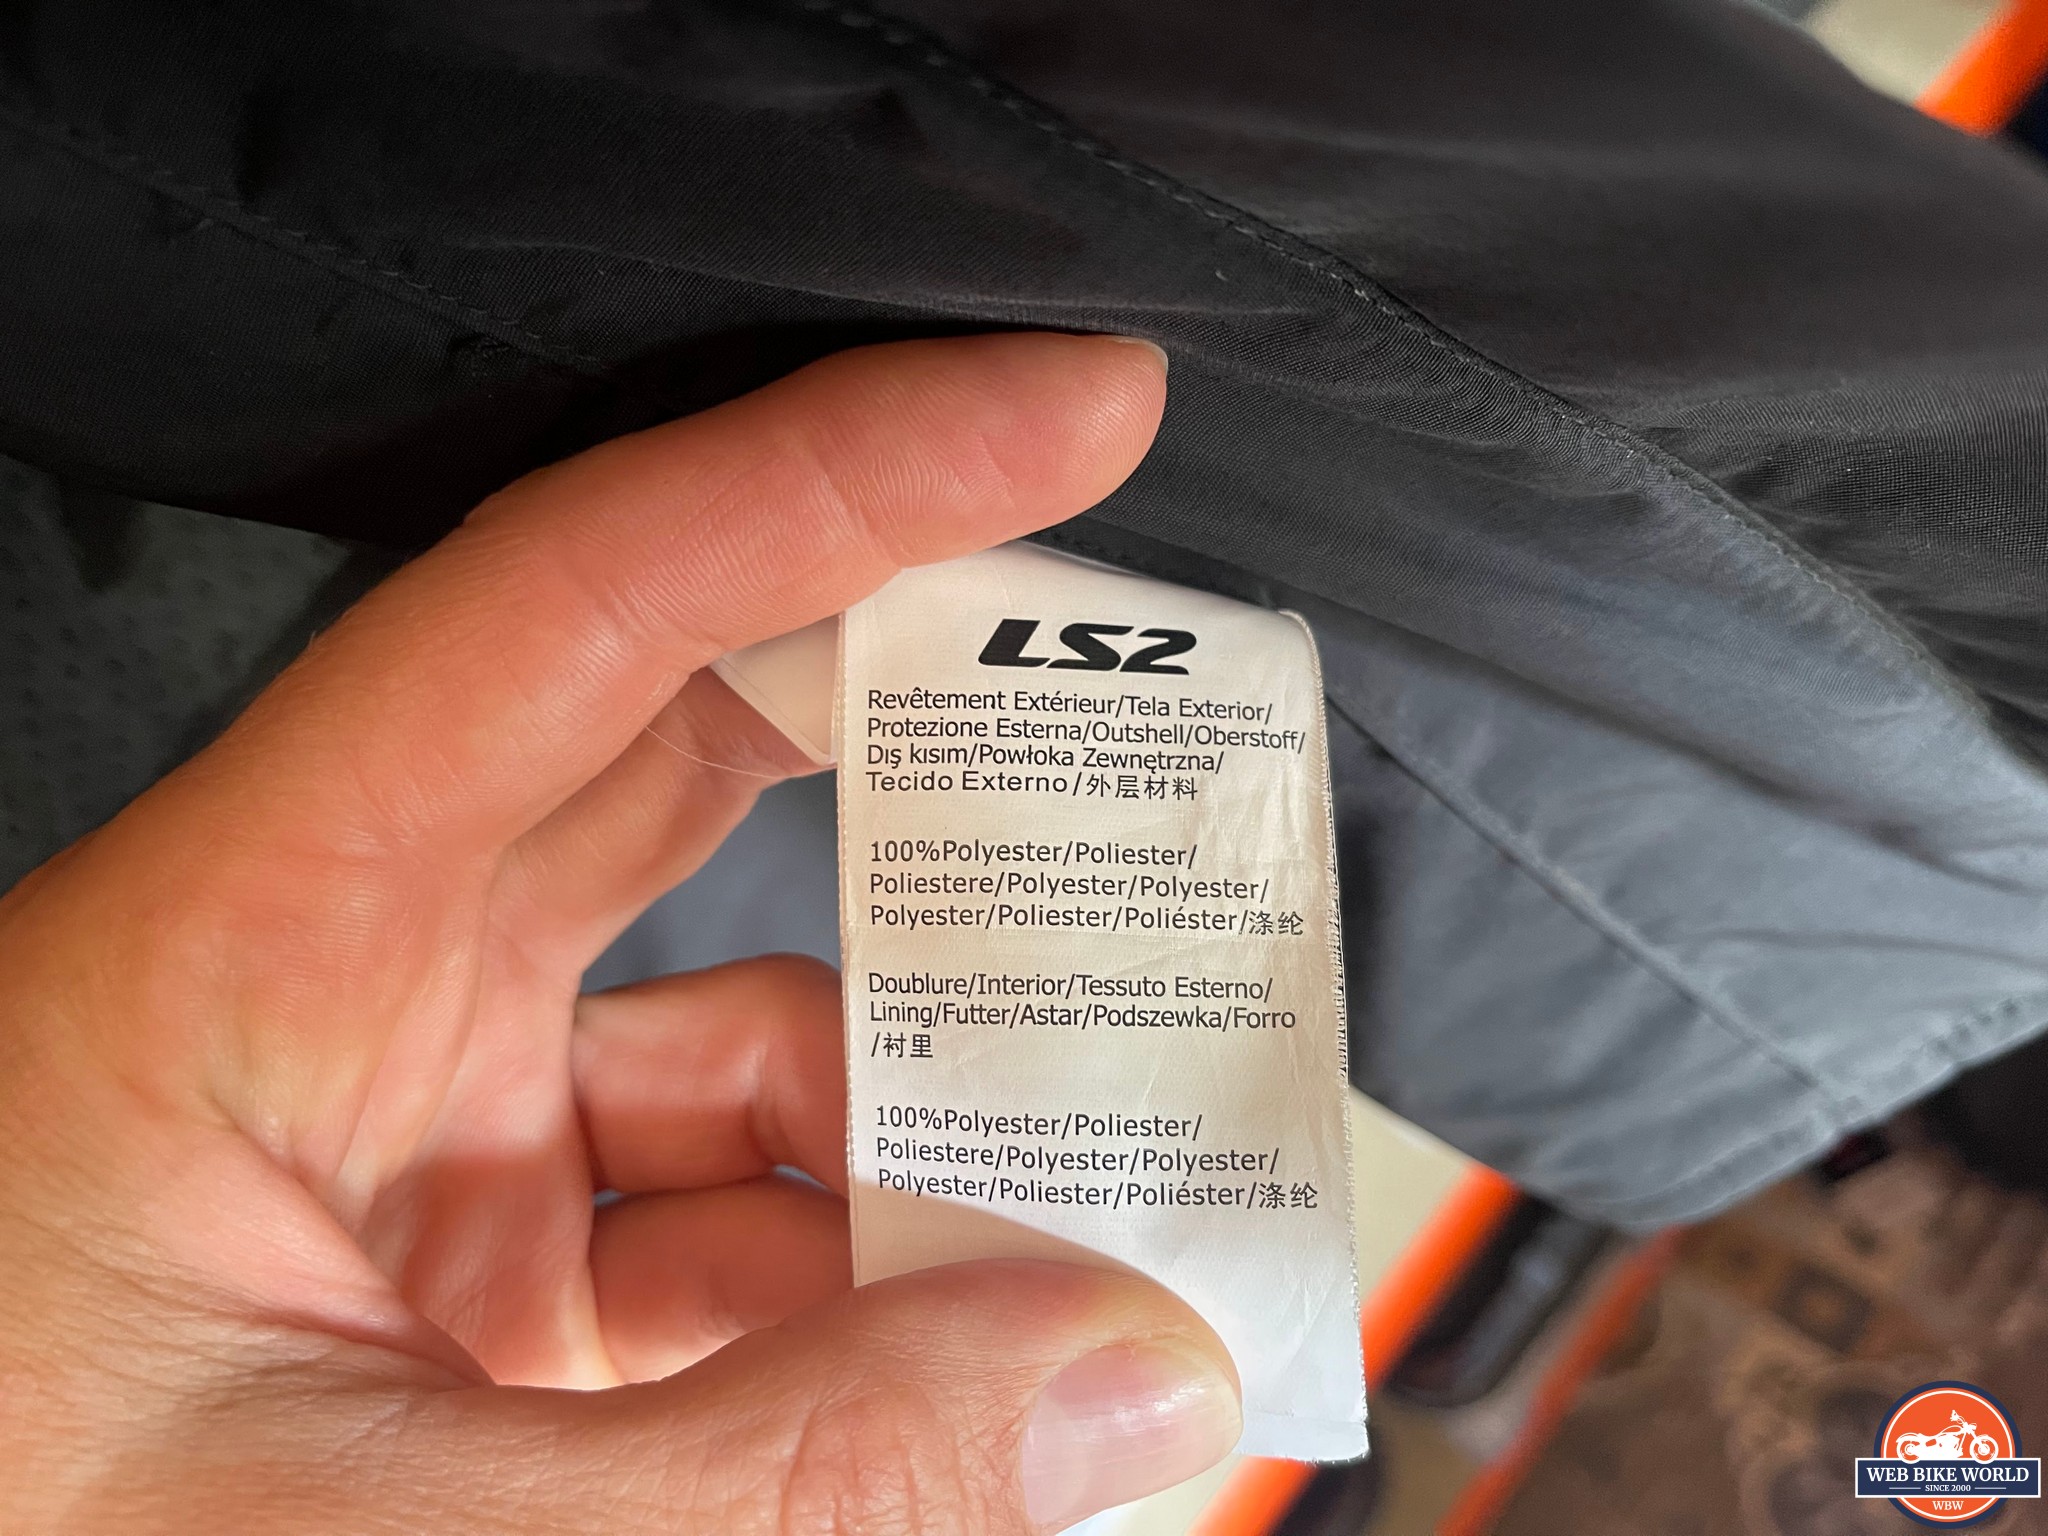 LS2
Revêtement Extérieur/Tela Exterior/
Protezione Esterna/Outshell/Oberstoff/
Dış kısım/Powłoka Zewnętrzna/
Tecido Externo/外层材料
100%Polyester/Poliester/
Poliestere/Polyester/Polyester/
Polyester/Poliester/Poliéster/涤纶
Doublure/Interior/Tessuto Esterno/
Lining/Futter/Astar/Podszewka/Forro
/衬里
100%Polyester/Poliester/
Poliestere/Polyester/Polyester/
Polyester/Poliester/Poliéster/涤纶
WEB BIKE WORLD
SINCE 2000
WBW